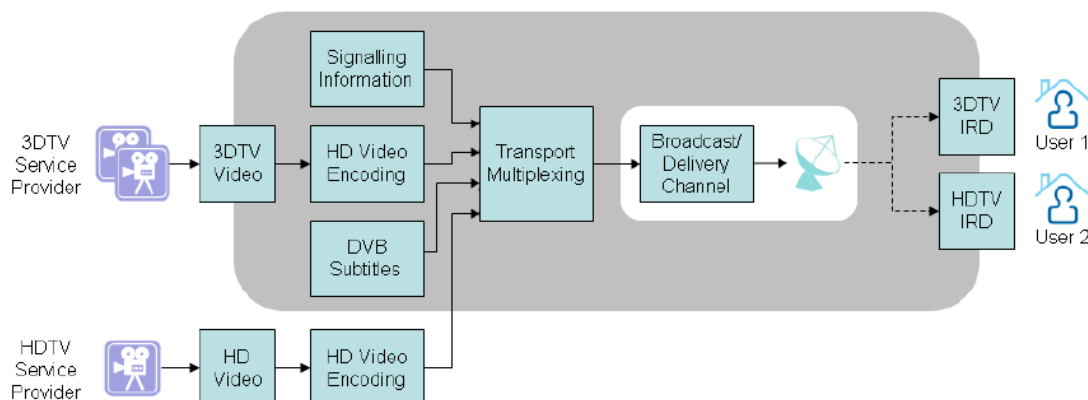 Signalling
Information
3DTV
Service
Provider
3DTV
Video
HD Video
Encoding
Transport
Multiplexing
Broadcast/
Delivery
Channel
3DTV
IRD
User 1
HDTV
IRD
User 2
DVB
Subtitles
HDTV
Service
Provider
HD
Video
HD Video
Encoding